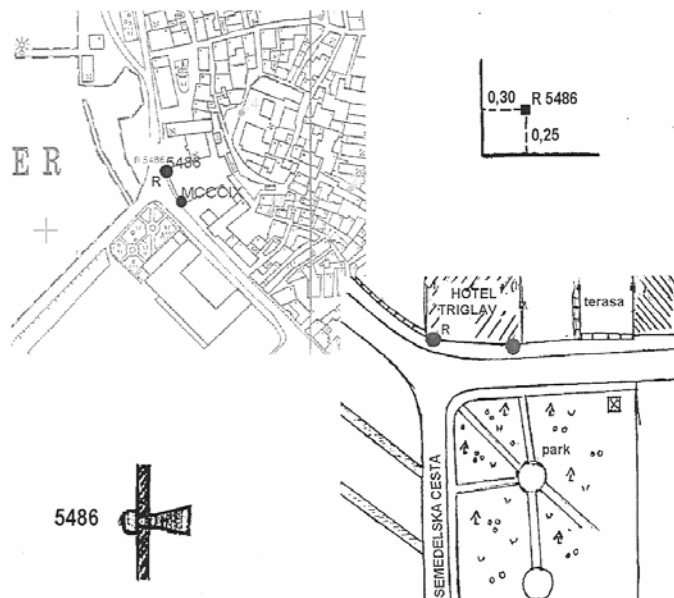 E R
R 5486
5486
R
MCCCIX
0,30
R 5486
0,25
HOTEL
TRIGLAV
R
terasa
park
SEMEDELSKA CESTA
5486